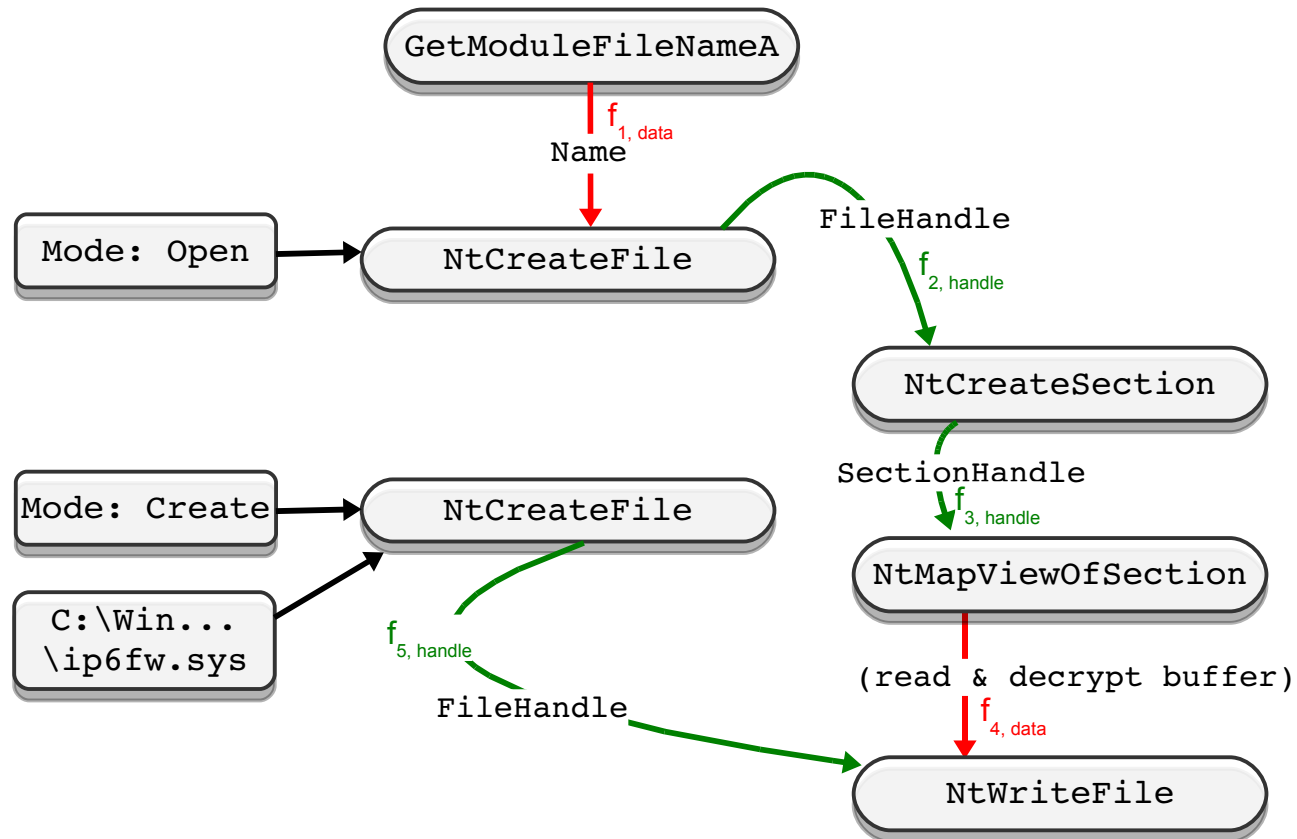 GetModuleFileNameA
f1, data
Name
Mode: Open
NtCreateFile
FileHandle
f2, handle
NtCreateSection
SectionHandle
f3, handle
Mode: Create
NtCreateFile
NtMapViewOfSection
C:\Win...
\ip6fw.sys
f5, handle
(read & decrypt buffer)
f4, data
FileHandle
NtWriteFile